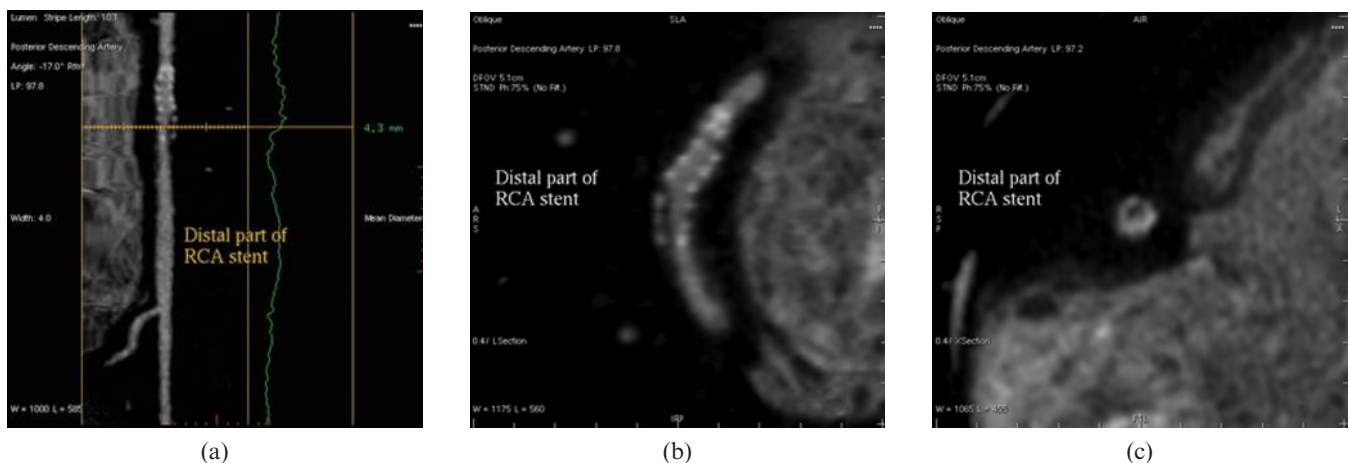 Lumen Stripe Length: 10.1
Posterior Descending Artery
Angle: -17.0°
LP: 97.8
4.3 mm
Width: 4.0
Mean Diameter
Distal part of
RCA stent
W = 1000 L = 585
(a)
Oblique
SLA
Posterior Descending Artery LP: 97.8
DFOV 5.1cm
STND Ph:75% (No Filt.)
Distal part of
RCA stent
A
R
S
P
L
I
0.4/ LSection
W = 1175 L = 560
IRP
(b)
Oblique
AIR
Posterior Descending Artery LP: 97.2
DFOV 5.1cm
STND Ph:75% (No Filt.)
Distal part of
RCA stent
R
S
P
L
I
A
0.4/ XSection
W = 1065 L = 455
(c)